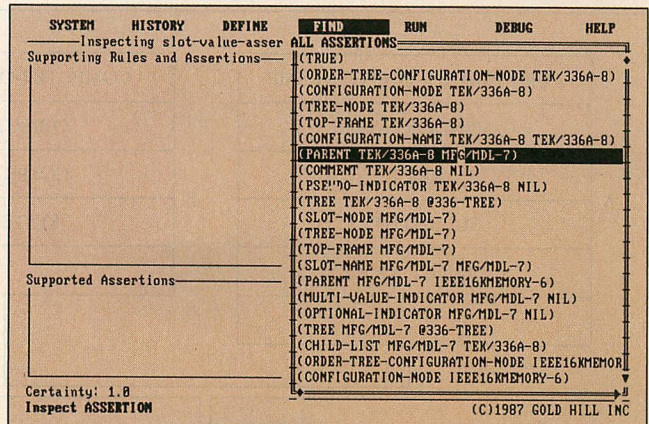 SYSTEM HISTORY DEFINE FIND RUN DEBUG HELP
Inspecting slot-value-asser
ALL ASSERTIONS
Supporting Rules and Assertions
(TRUE)
(ORDER-TREE-CONFIGURATION-NODE TEK/336A-8)
(CONFIGURATION-NODE TEK/336A-8)
(TREE-NODE TEK/336A-8)
(TOP-FRAME TEK/336A-8)
(CONFIGURATION-NAME TEK/336A-8 TEK/336A-8)
(PARENT TEK/336A-8 MFG/MDL-7)
(COMMENT TEK/336A-8 NIL)
(PSEUDO-INDICATOR TEK/336A-8 NIL)
(TREE TEK/336A-8 @336-TREE)
(SLOT-NODE MFG/MDL-7)
(TREE-NODE MFG/MDL-7)
(TOP-FRAME MFG/MDL-7)
(SLOT-NAME MFG/MDL-7 MFG/MDL-7)
(PARENT MFG/MDL-7 IEEE16KMEMORY-6)
(MULTI-VALUE-INDICATOR MFG/MDL-7 NIL)
(OPTIONAL-INDICATOR MFG/MDL-7 NIL)
(TREE MFG/MDL-7 @336-TREE)
(CHILD-LIST MFG/MDL-7 TEK/336A-8)
(ORDER-TREE-CONFIGURATION-NODE IEEE16KMEMOR
(CONFIGURATION-NODE IEEE16KMEMORY-6)
Supported Assertions
Certainty: 1.0
Inspect ASSERTION
(C)1987 GOLD HILL INC